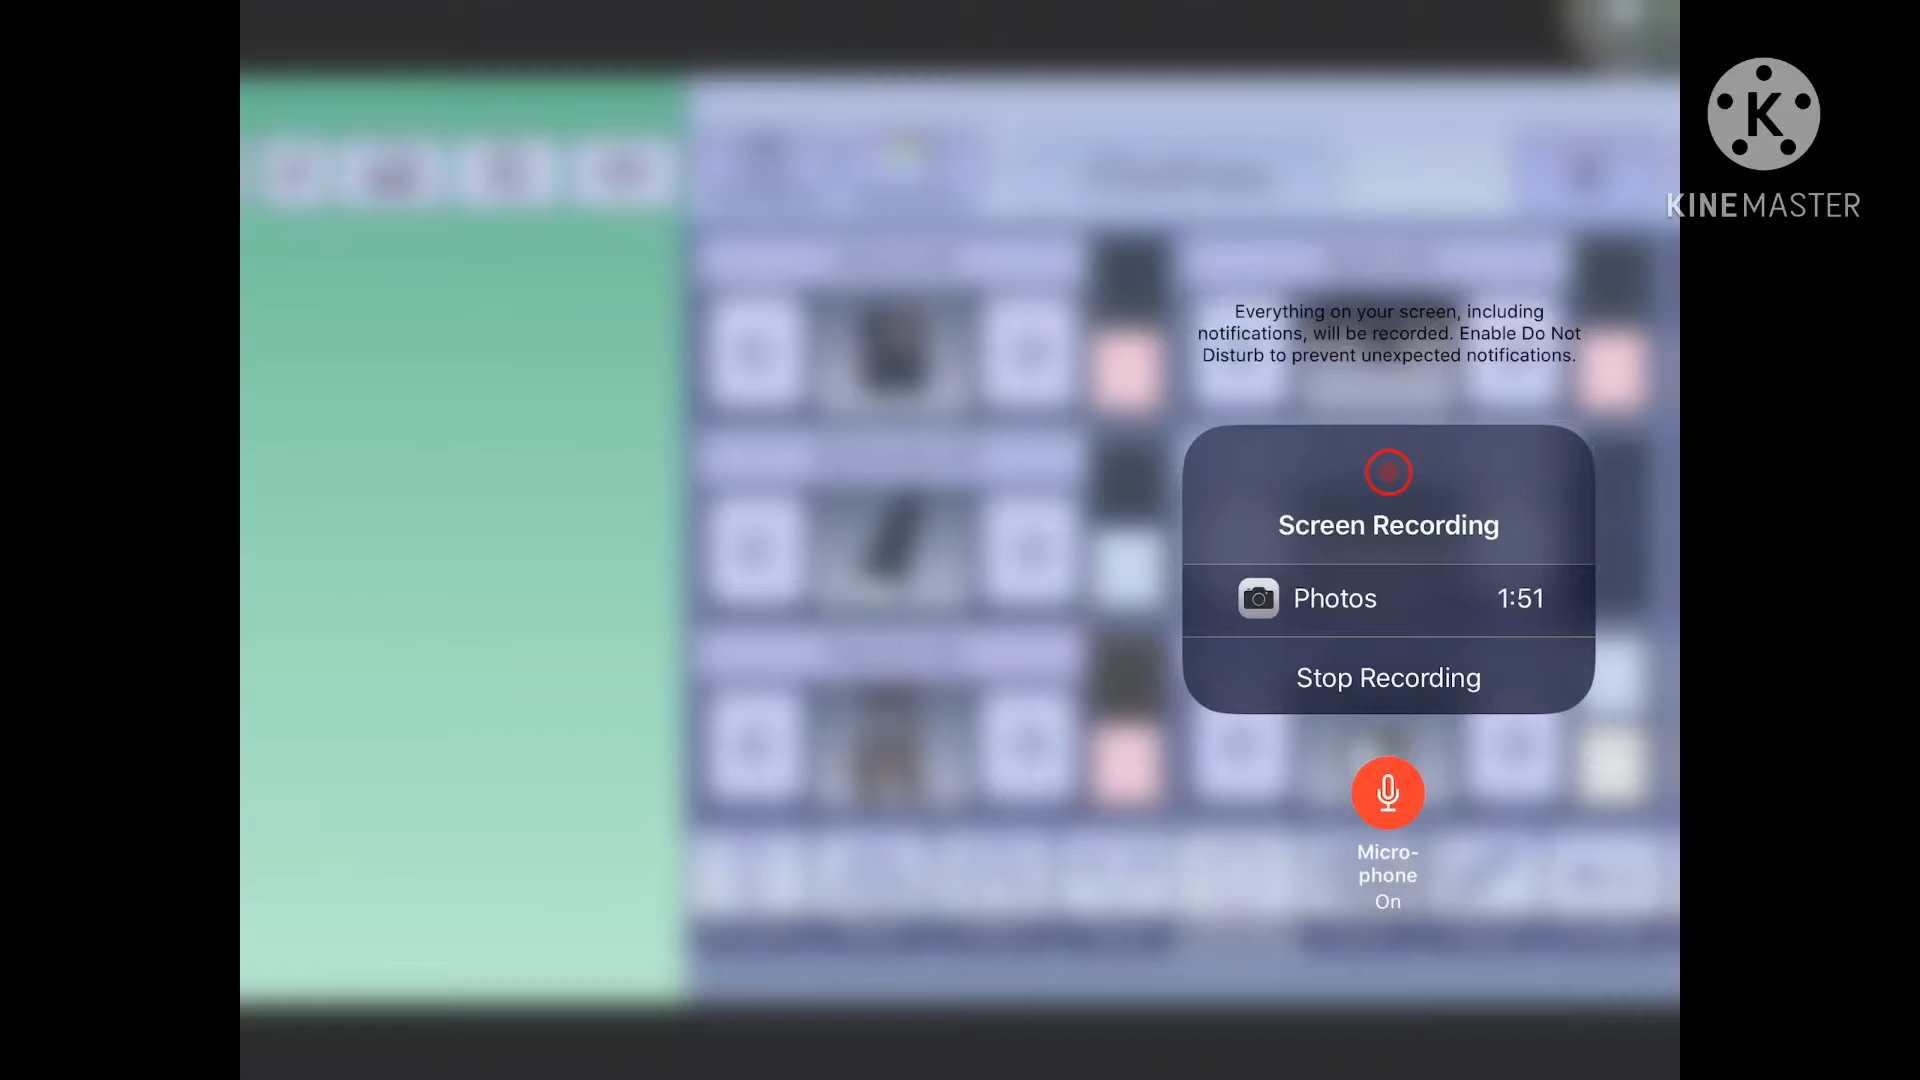 K
KINEMASTER
Everything on your screen, including
notifications, will be recorded. Enable Do Not
Disturb to prevent unexpected notifications.
Screen Recording
Photos 1:51
Stop Recording
Micro-
phone
On